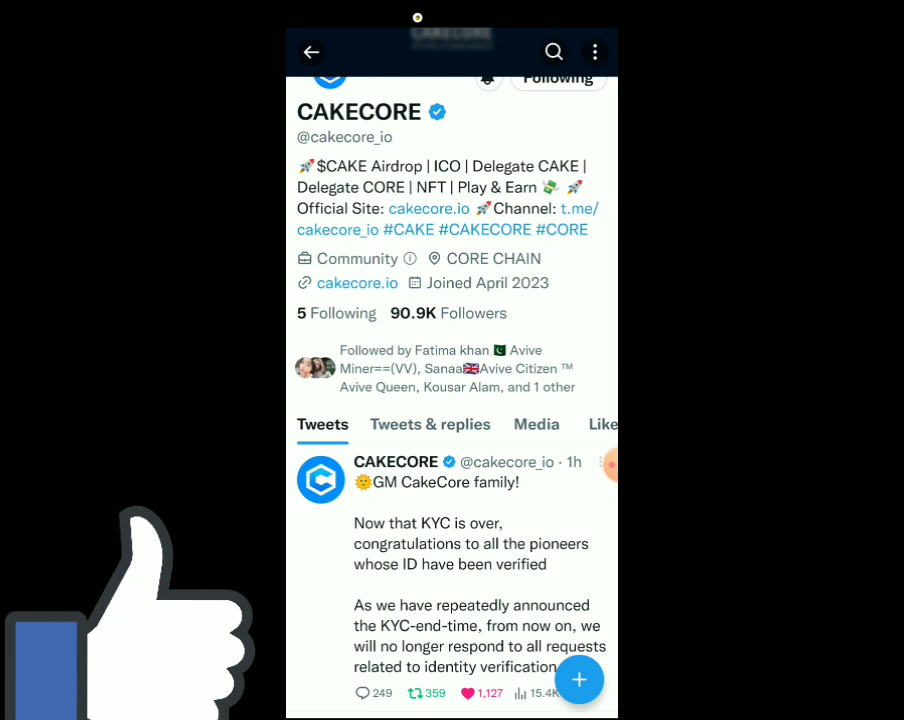 CAKECORE
Following
CAKECORE
@cakecore_io
🚀$CAKE Airdrop | ICO | Delegate CAKE |
Delegate CORE | NFT | Play & Earn 💸 🚀
Official Site: cakecore.io 🚀Channel: t.me/
cakecore_io #CAKE #CAKECORE #CORE
Community CORE CHAIN
cakecore.io Joined April 2023
5 Following 90.9K Followers
Followed by Fatima khan 🇵🇰 Avive
Miner==(VV), Sanaa🇬🇧Avive Citizen ™
Avive Queen, Kousar Alam, and 1 other
Tweets Tweets & replies Media Like
CAKECORE @cakecore_io · 1h
🌞GM CakeCore family!
Now that KYC is over,
congratulations to all the pioneers
whose ID have been verified
As we have repeatedly announced
the KYC-end-time, from now on, we
will no longer respond to all requests
related to identity verification
249 359 1,127 15.4K